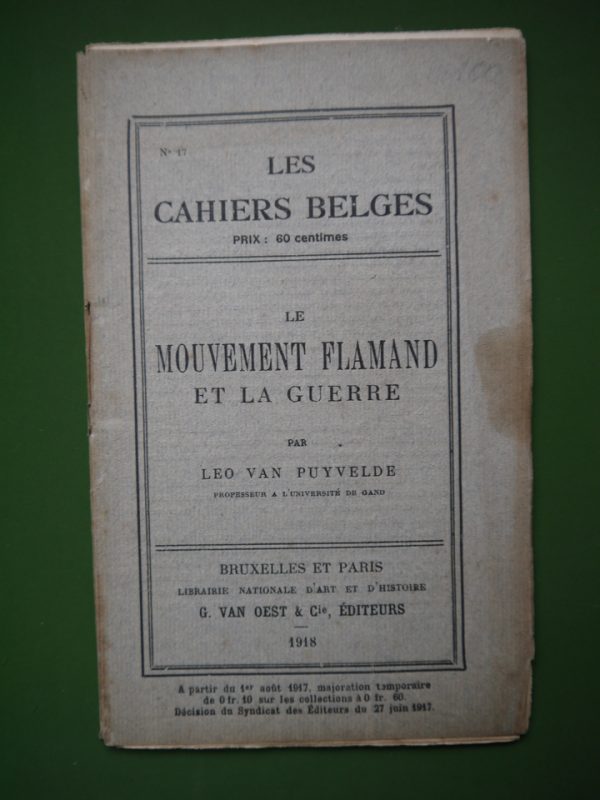 Nº 17
LES
CAHIERS BELGES
PRIX : 60 centimes
LE
MOUVEMENT FLAMAND
ET LA GUERRE
PAR
LEO VAN PUYVELDE
PROFESSEUR A L'UNIVERSITÉ DE GAND
BRUXELLES ET PARIS
LIBRAIRIE NATIONALE D'ART ET D'HISTOIRE
G. VAN OEST & Cie, ÉDITEURS
1918
A partir du 1er août 1917, majoration temporaire
de 0 fr. 10 sur les collections à 0 fr. 60.
Décision du Syndicat des Éditeurs du 27 juin 1917.